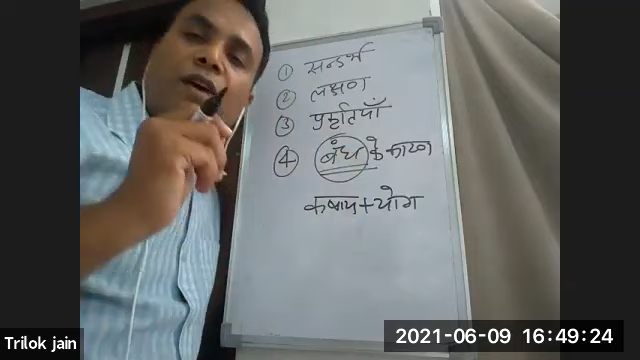 ① सन्दर्भ
② लक्षण
③ प्रकृतियाँ
④ बंध के कारण
कषाय + योग
Trilok jain
2021-06-09 16:49:24